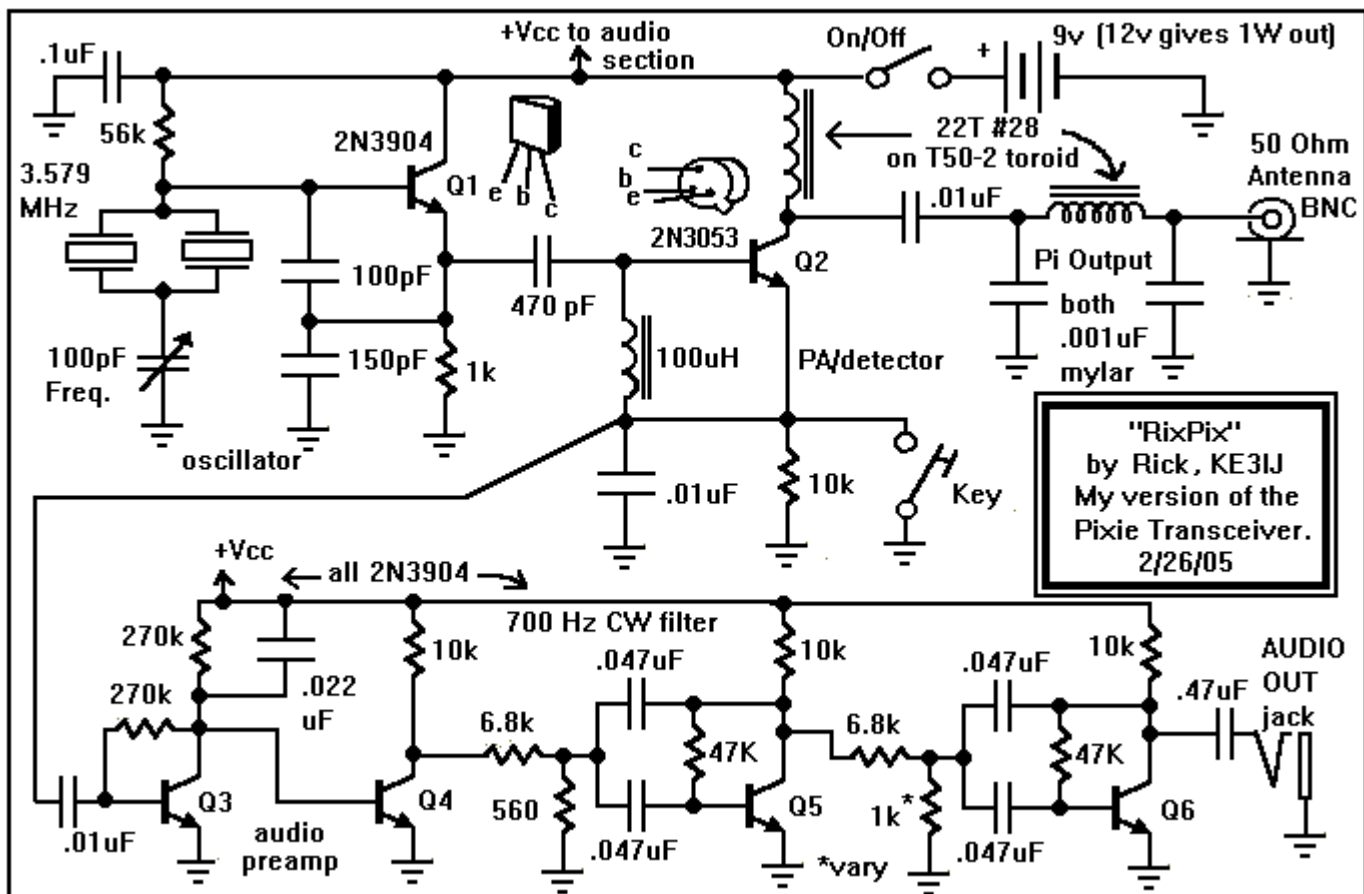 +Vcc to audio
section
On/Off
+
9v (12v gives 1W out)
.1uF
56k
2N3904
Q1
e
b
c
c
b
e
22T #28
on T50-2 toroid
50 Ohm
Antenna
BNC
3.579
MHz
.01uF
2N3053
Q2
100pF
470 pF
Pi Output
both
.001uF
mylar
100pF
Freq.
150pF
1k
100uH
PA/detector
oscillator
.01uF
10k
Key
"RixPix"
by Rick, KE3IJ
My version of the
Pixie Transceiver.
2/26/05
+Vcc
all 2N3904
270k
10k
700 Hz CW filter
10k
10k
AUDIO
OUT
jack
270k
.022
uF
.047uF
.047uF
.47uF
6.8k
47K
6.8k
47K
Q3
Q4
560
Q5
1k*
Q6
.01uF
audio
preamp
.047uF
*vary
.047uF